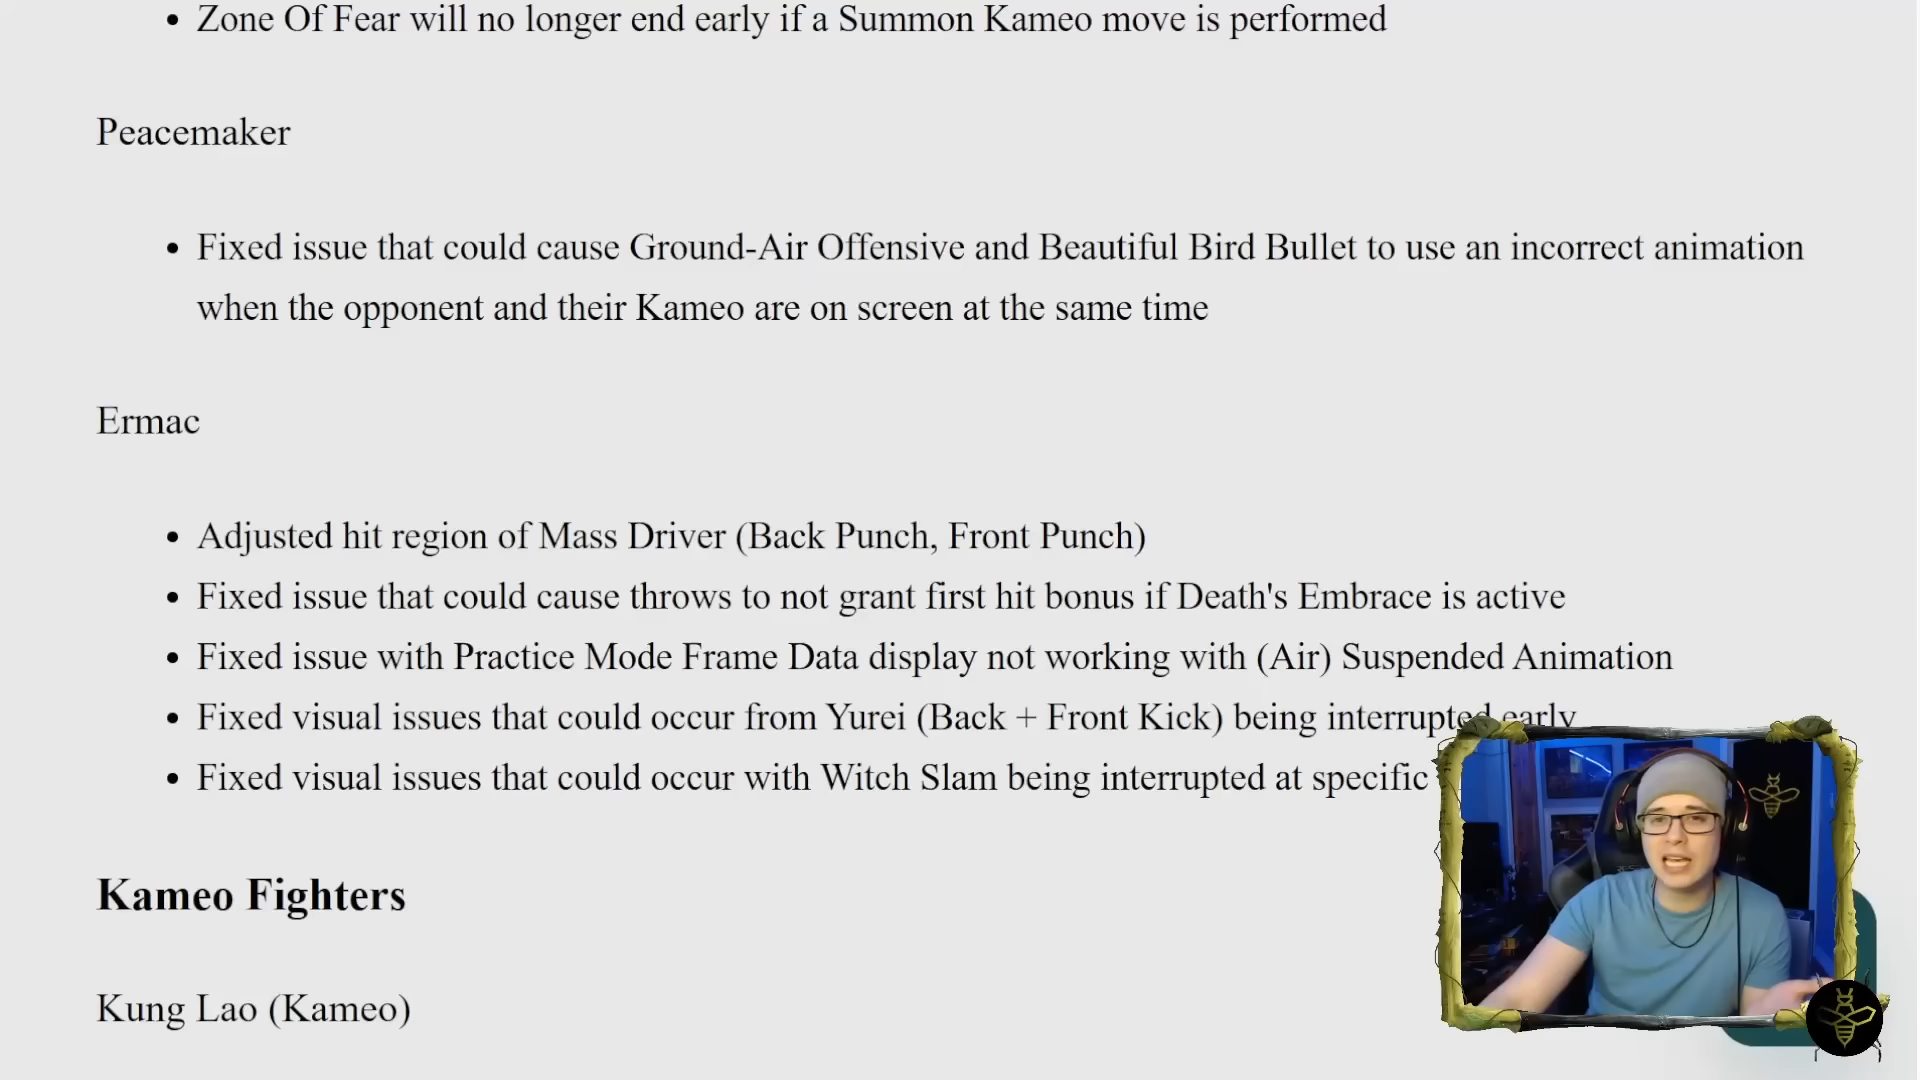 Zone Of Fear will no longer end early if a Summon Kameo move is performed
Peacemaker
Fixed issue that could cause Ground-Air Offensive and Beautiful Bird Bullet to use an incorrect animation
when the opponent and their Kameo are on screen at the same time
Ermac
Adjusted hit region of Mass Driver (Back Punch, Front Punch)
Fixed issue that could cause throws to not grant first hit bonus if Death's Embrace is active
Fixed issue with Practice Mode Frame Data display not working with (Air) Suspended Animation
Fixed visual issues that could occur from Yurei (Back + Front Kick) being interrupted early
Fixed visual issues that could occur with Witch Slam being interrupted at specific
Kameo Fighters
Kung Lao (Kameo)